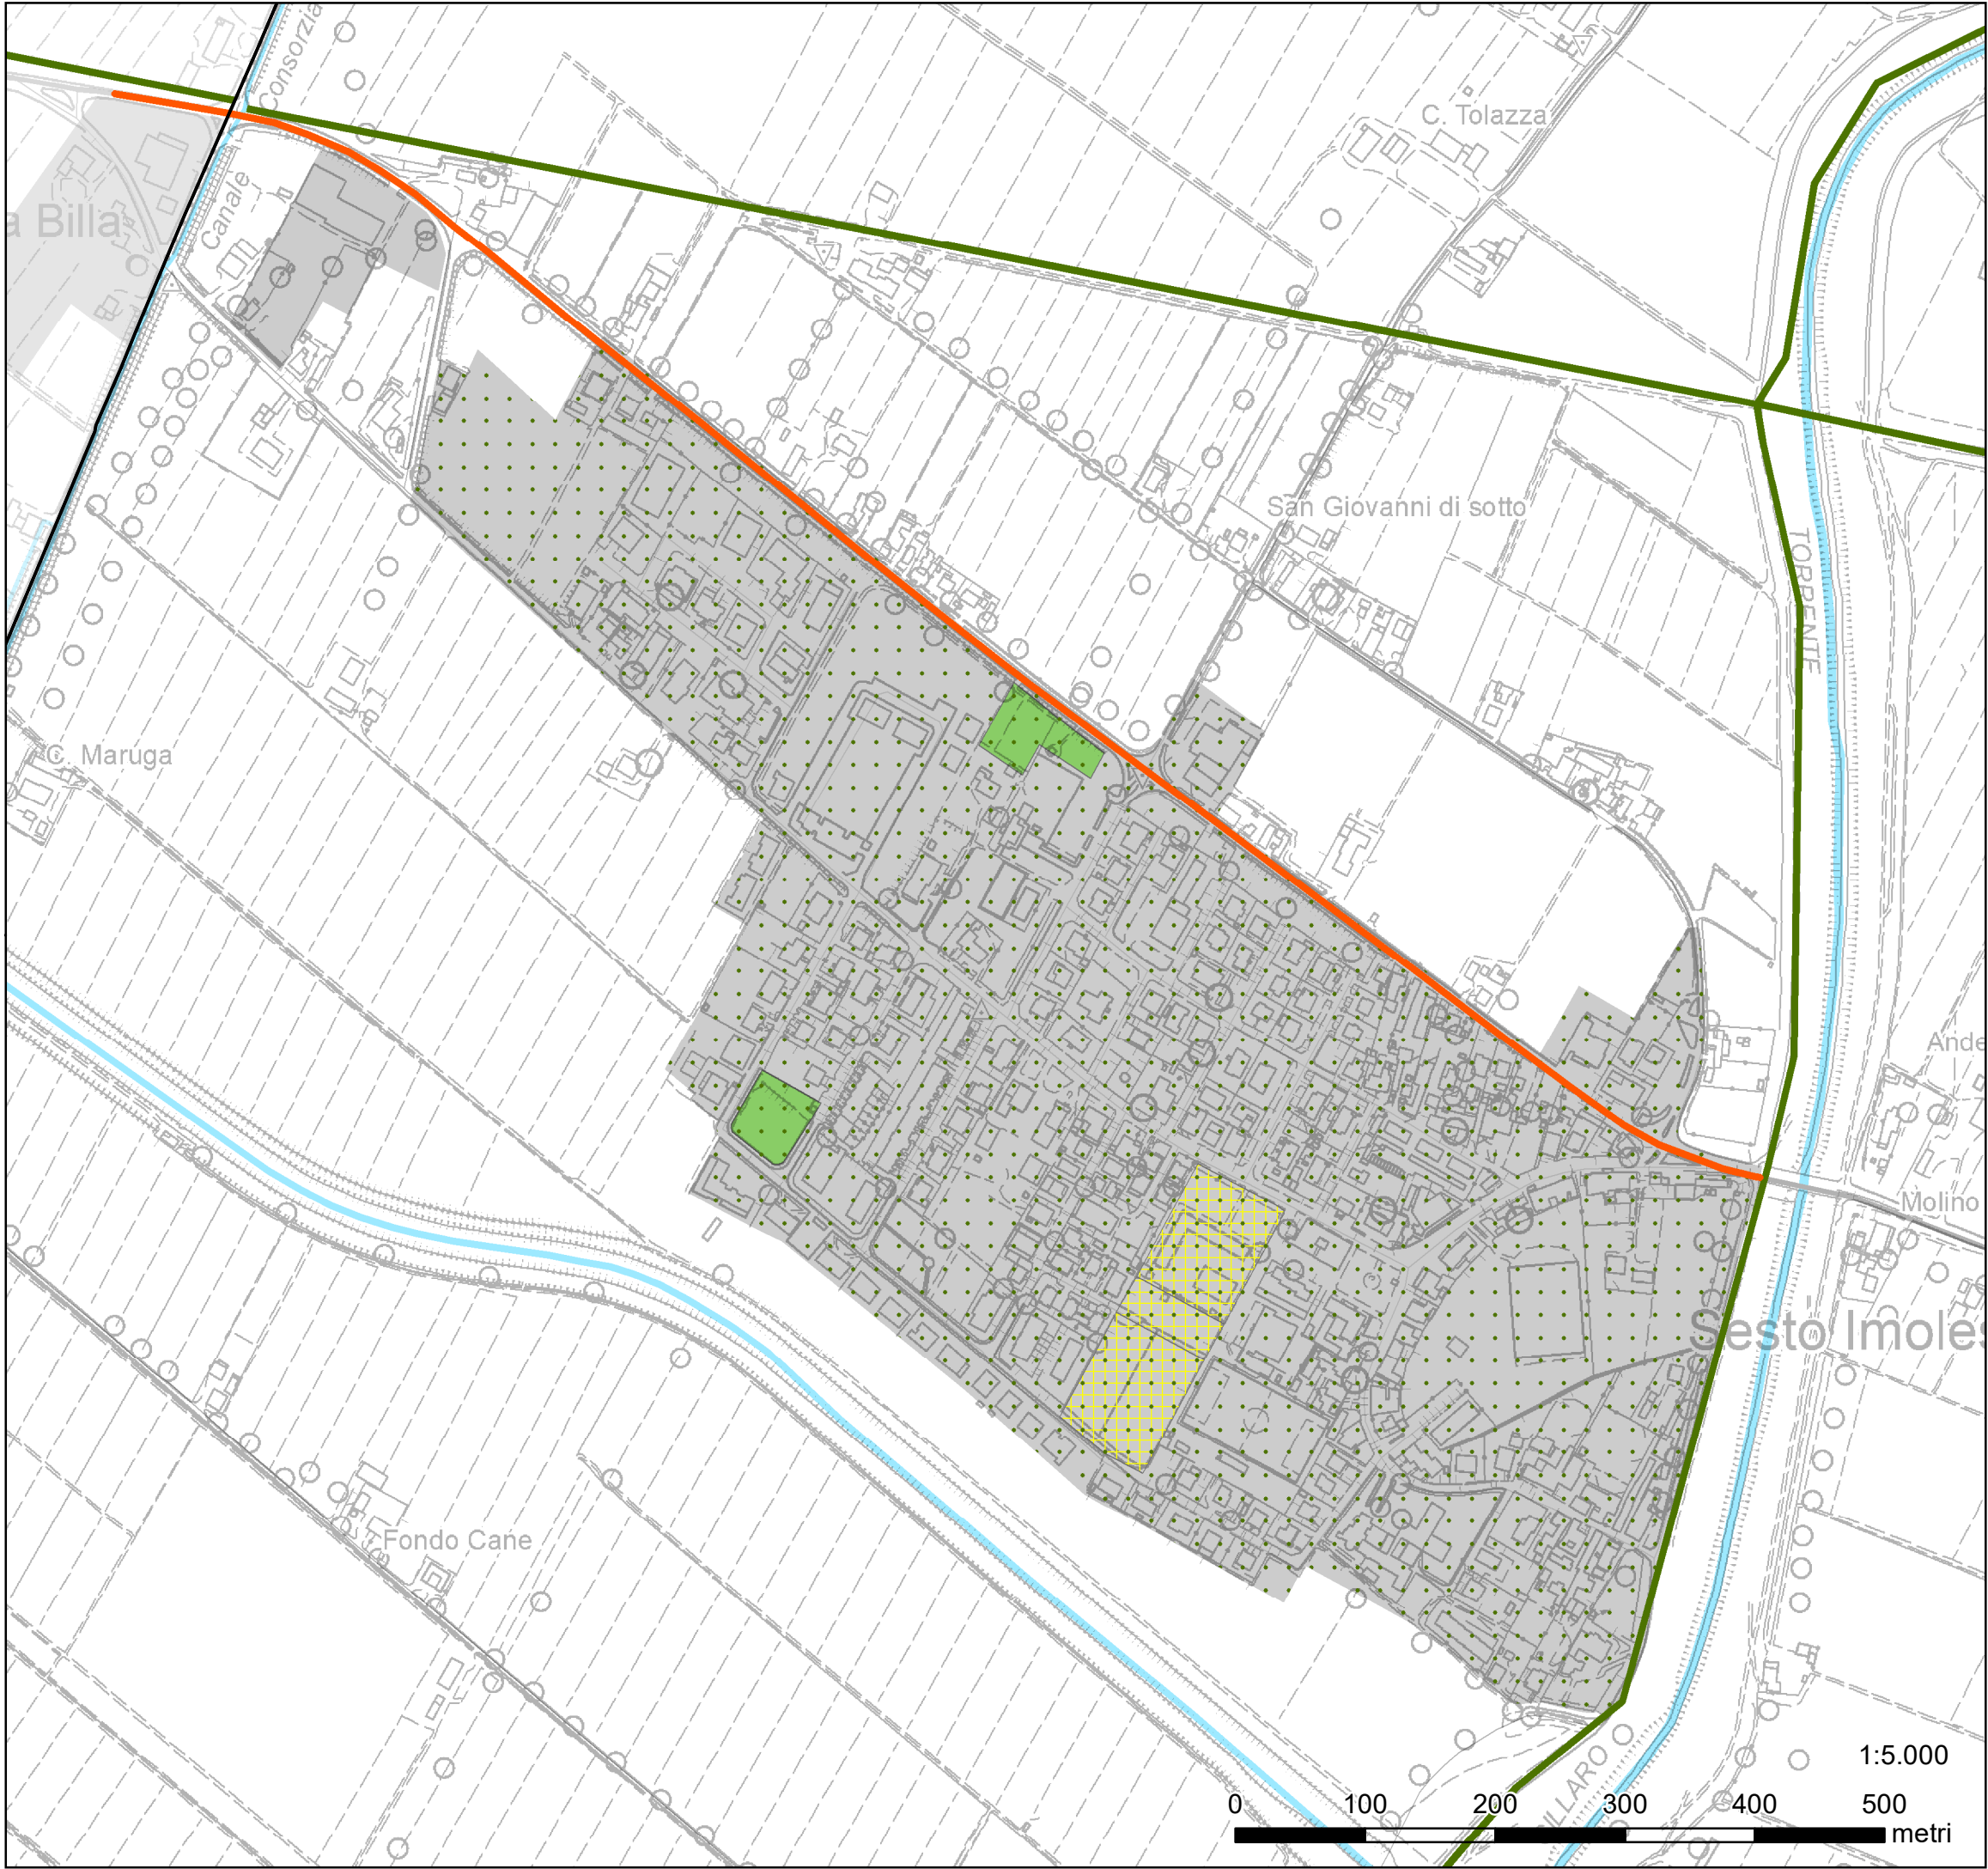 Consorzia
C. Tolazza
a Billa
Canale
San Giovanni di sotto
TORRENTE
C. Maruga
Ande
Molino
Sesto Imoles
Fondo Cane
1:5.000
0 100 200 300 400 500
metri
ILLARO